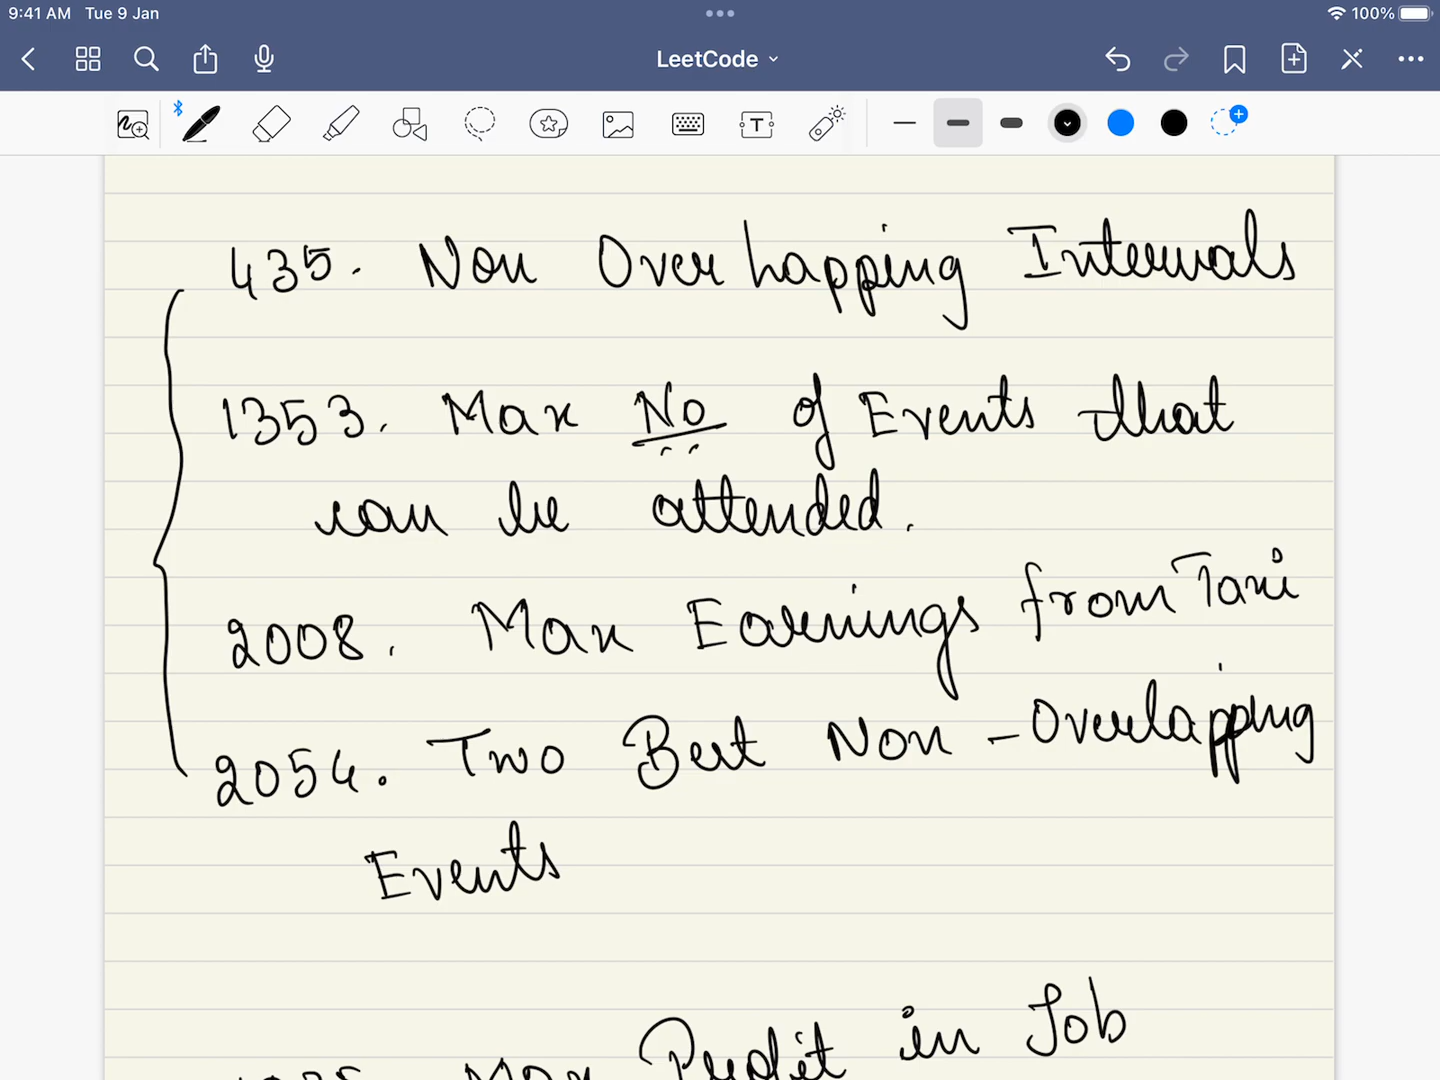 9:41 AM Tue 9 Jan 100%
LeetCode
T
435. Non Overlapping Intervals
1353. Max No of Events that
can be attended.
2008. Max Earnings from Taxi
2054. Two Best Non-Overlapping
Events
Max Profit in Job